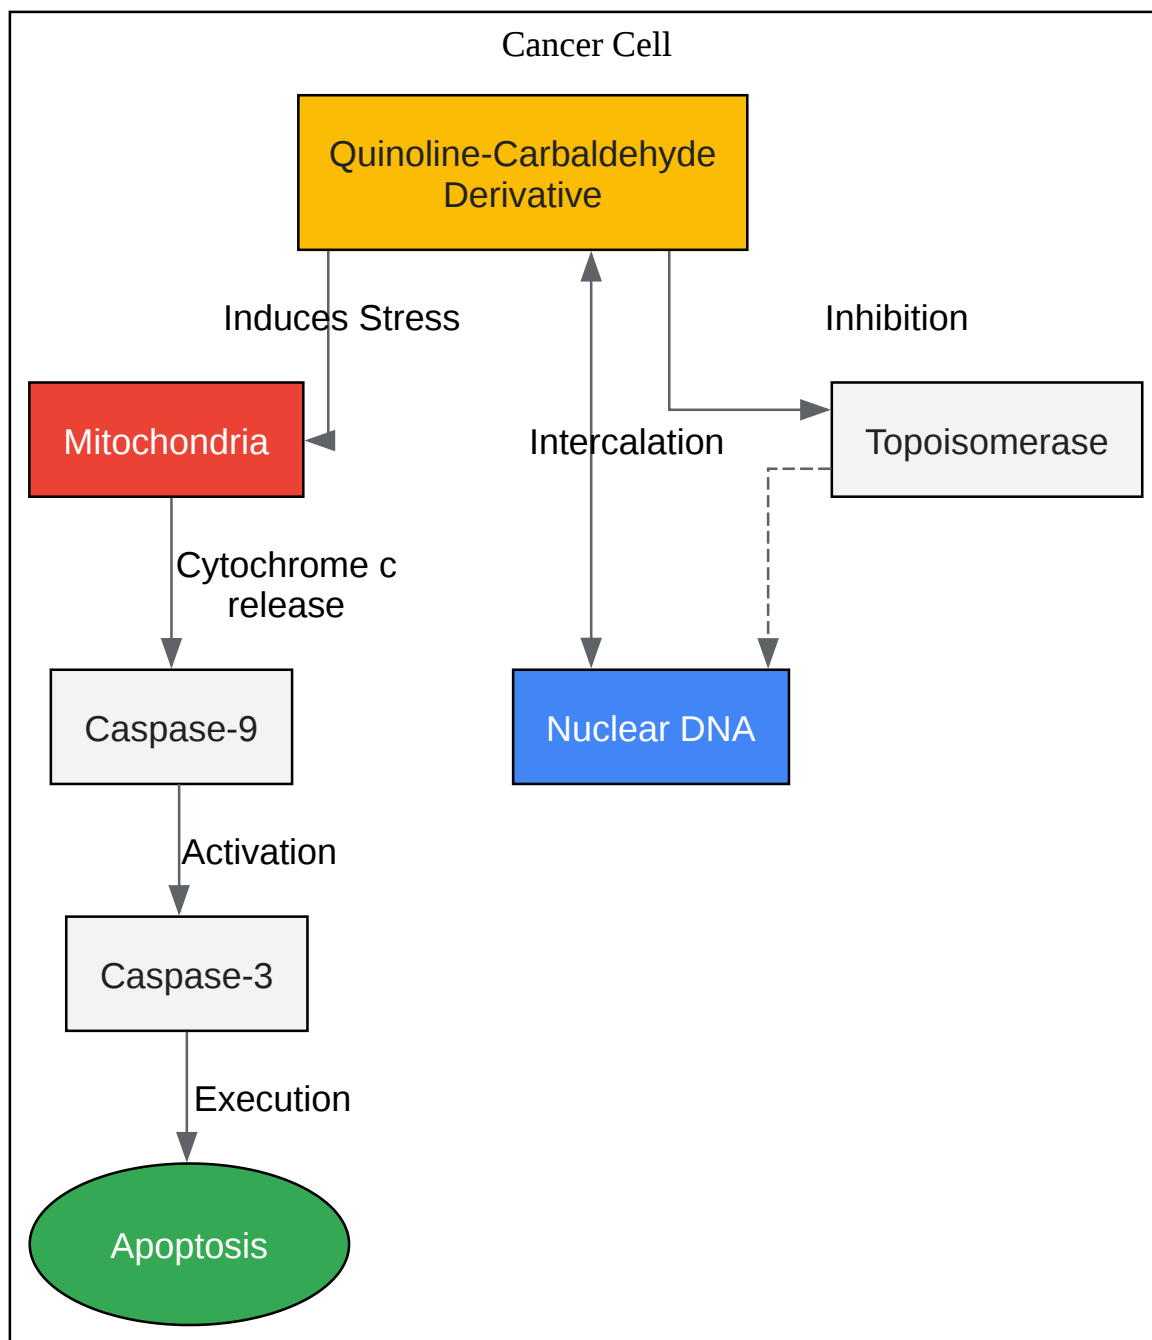 Cancer Cell
Quinoline-Carbaldehyde
Derivative
Induces Stress
Inhibition
Mitochondria
Intercalation
Topoisomerase
Cytochrome c
release
Caspase-9
Nuclear DNA
Activation
Caspase-3
Execution
Apoptosis